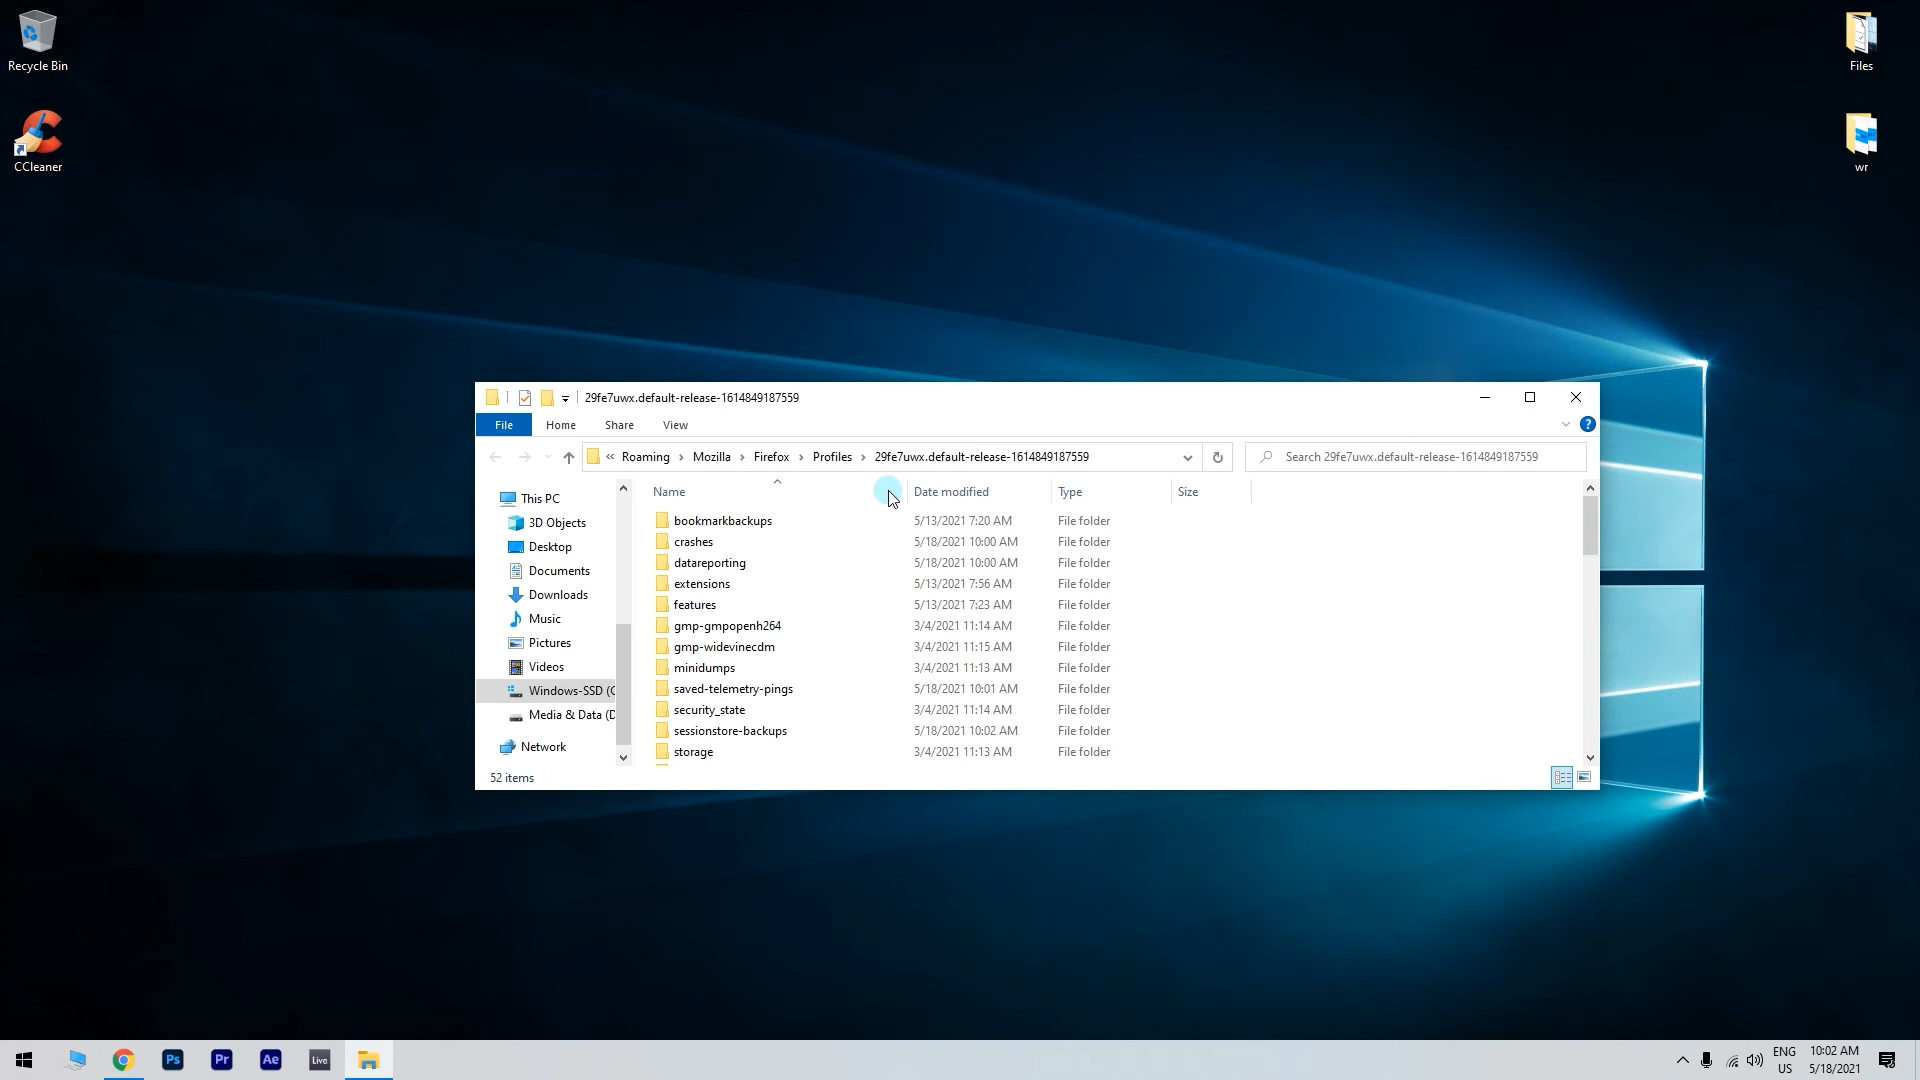 Recycle Bin
CCleaner
Files
wr
29fe7uwx.default-release-1614849187559
File Home Share View
« Roaming › Mozilla › Firefox › Profiles › 29fe7uwx.default-release-1614849187559
Search 29fe7uwx.default-release-1614849187559
This PC
3D Objects
Desktop
Documents
Downloads
Music
Pictures
Videos
Windows-SSD (C
Media & Data (D
Network
Name Date modified Type Size
bookmarkbackups 5/13/2021 7:20 AM File folder
crashes 5/18/2021 10:00 AM File folder
datareporting 5/18/2021 10:00 AM File folder
extensions 5/13/2021 7:56 AM File folder
features 5/13/2021 7:23 AM File folder
gmp-gmpopenh264 3/4/2021 11:14 AM File folder
gmp-widevinecdm 3/4/2021 11:15 AM File folder
minidumps 3/4/2021 11:13 AM File folder
saved-telemetry-pings 5/18/2021 10:01 AM File folder
security_state 3/4/2021 11:14 AM File folder
sessionstore-backups 5/18/2021 10:02 AM File folder
storage 3/4/2021 11:13 AM File folder
52 items
Ps
Pr
Ae
Live
ENG
US
10:02 AM
5/18/2021